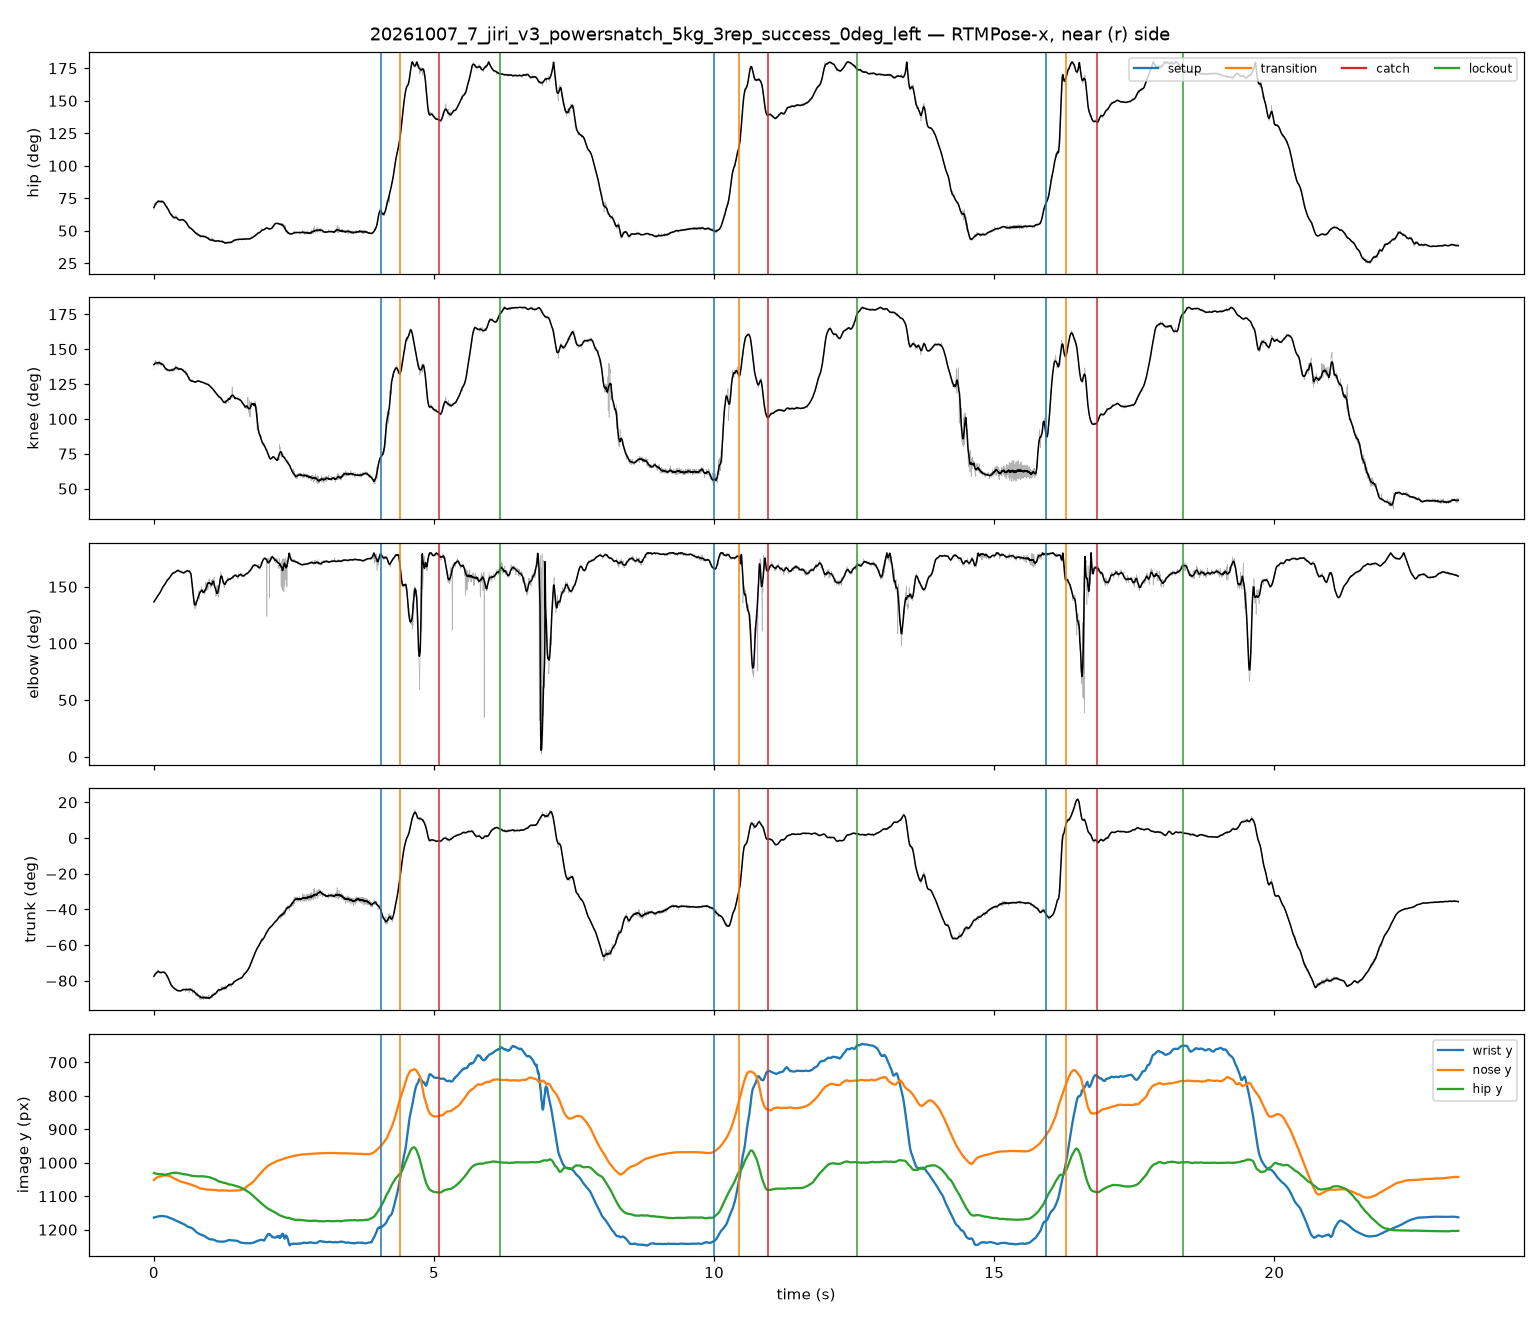 20261007_7_jiri_v3_powersnatch_5kg_3rep_success_0deg_left — RTMPose-x, near (r) side
setup transition catch lockout
hip (deg)
175
150
125
100
75
50
25
knee (deg)
175
150
125
100
75
50
elbow (deg)
150
100
50
0
trunk (deg)
20
0
−20
−40
−60
−80
wrist y
nose y
hip y
image y (px)
700
800
900
1000
1100
1200
0 5 10 15 20
time (s)